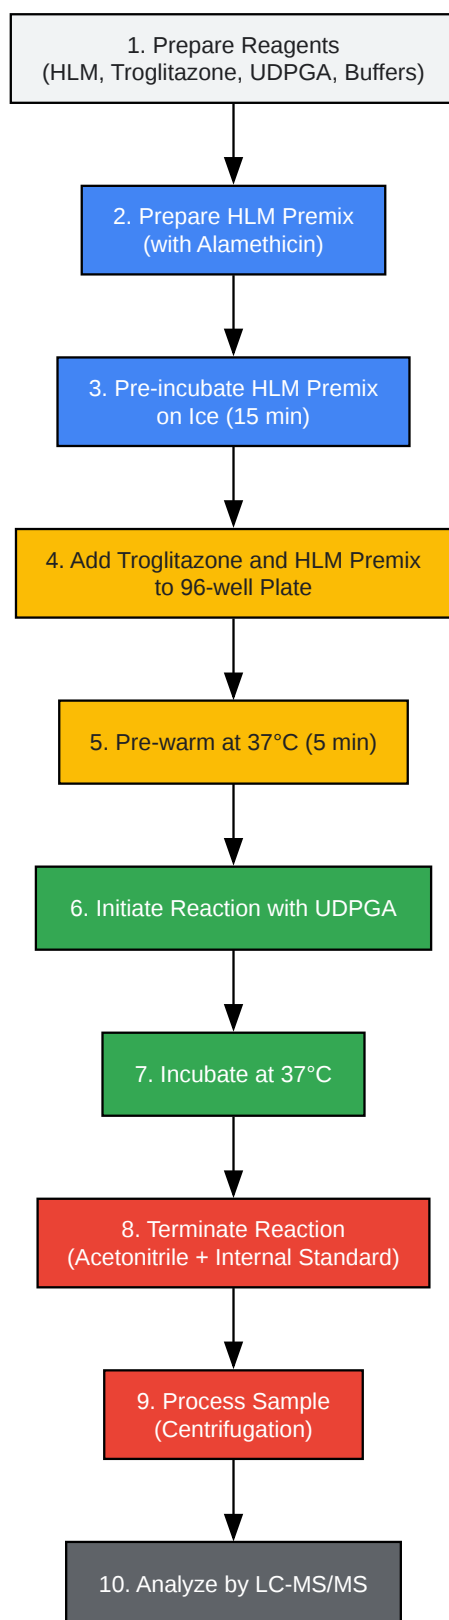 1. Prepare Reagents
(HLM, Troglitazone, UDPGA, Buffers)
2. Prepare HLM Premix
(with Alamethicin)
3. Pre-incubate HLM Premix
on Ice (15 min)
4. Add Troglitazone and HLM Premix
to 96-well Plate
5. Pre-warm at 37°C (5 min)
6. Initiate Reaction with UDPGA
7. Incubate at 37°C
8. Terminate Reaction
(Acetonitrile + Internal Standard)
9. Process Sample
(Centrifugation)
10. Analyze by LC-MS/MS